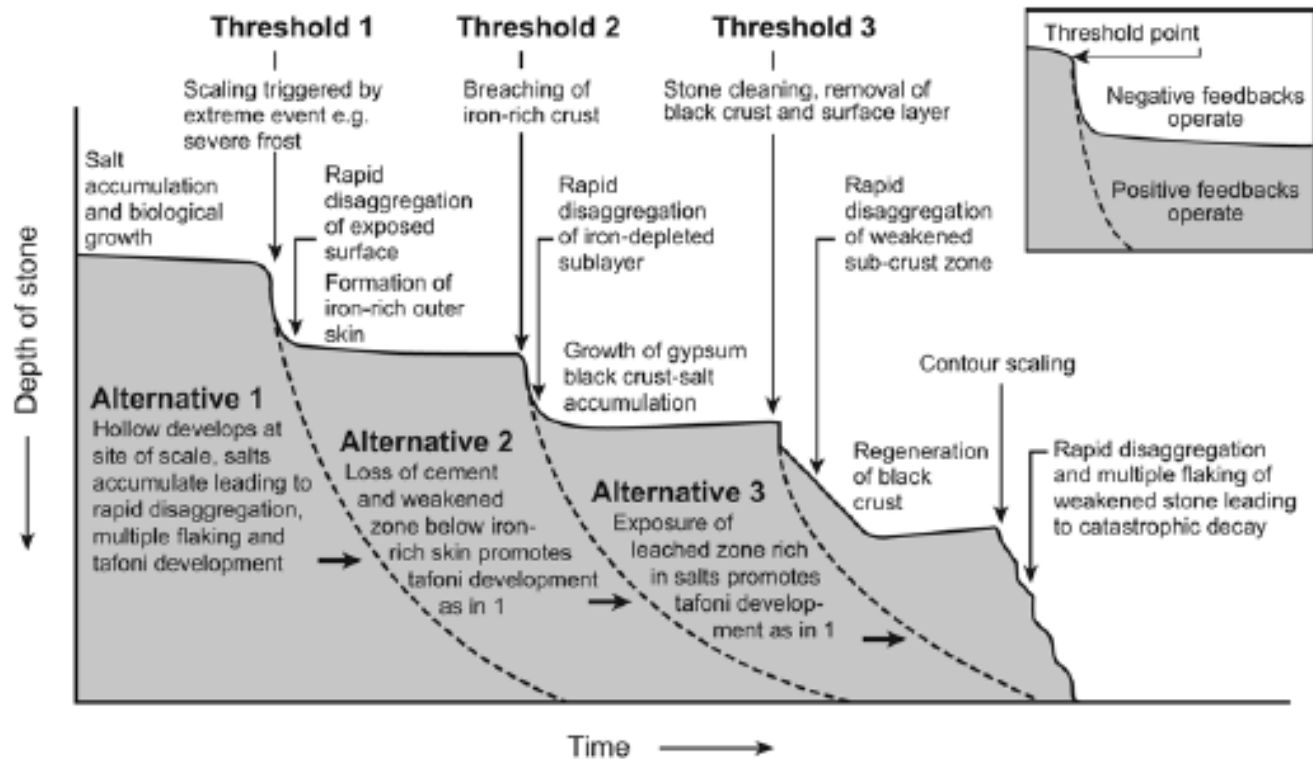 Threshold 1
Scaling triggered by
extreme event e.g.
severe frost
Threshold 2
Breaching of
iron-rich crust
Threshold 3
Stone cleaning, removal of
black crust and surface layer
Threshold point
Negative feedbacks
operate
Positive feedbacks
operate
Salt
accumulation
and biological
growth
Rapid
disaggregation
of exposed
surface
Formation of
iron-rich outer
skin
Rapid
disaggregation
of iron-depleted
sublayer
Growth of gypsum
black crust-salt
accumulation
Rapid
disaggregation
of weakened
sub-crust zone
Contour scaling
Regeneration
of black
crust
Rapid disaggregation
and multiple flaking of
weakened stone leading
to catastrophic decay
Alternative 1
Hollow develops at
site of scale, salts
accumulate leading to
rapid disaggregation,
multiple flaking and
tafoni development
Alternative 2
Loss of cement
and weakened
zone below iron-
rich skin promotes
tafoni development
as in 1
Alternative 3
Exposure of
leached zone rich
in salts promotes
tafoni develop-
ment as in 1
Depth of stone
Time